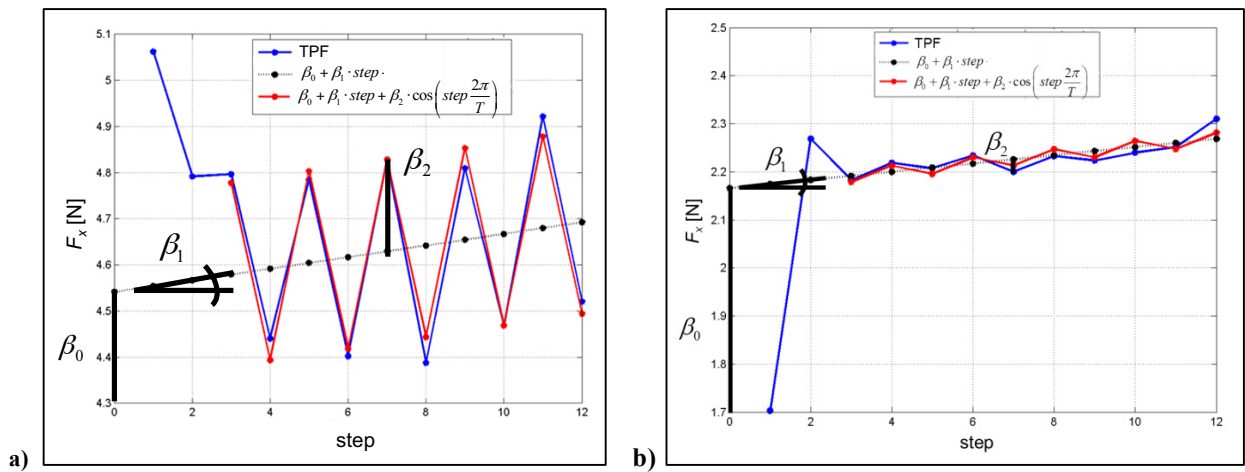 5.1
5
4.9
4.8
4.7
4.6
4.5
4.4
4.3
F_x [N]
TPF
β_0 + β_1 · step ·
β_0 + β_1 · step + β_2 · cos(step 2π/T)
β_2
β_1
β_0
0 2 4 6 8 10 12
step
a)
2.5
2.4
2.3
2.2
2.1
2
1.9
1.8
1.7
F_x [N]
TPF
β_0 + β_1 · step ·
β_0 + β_1 · step + β_2 · cos(step 2π/T)
β_2
β_1
β_0
0 2 4 6 8 10 12
step
b)